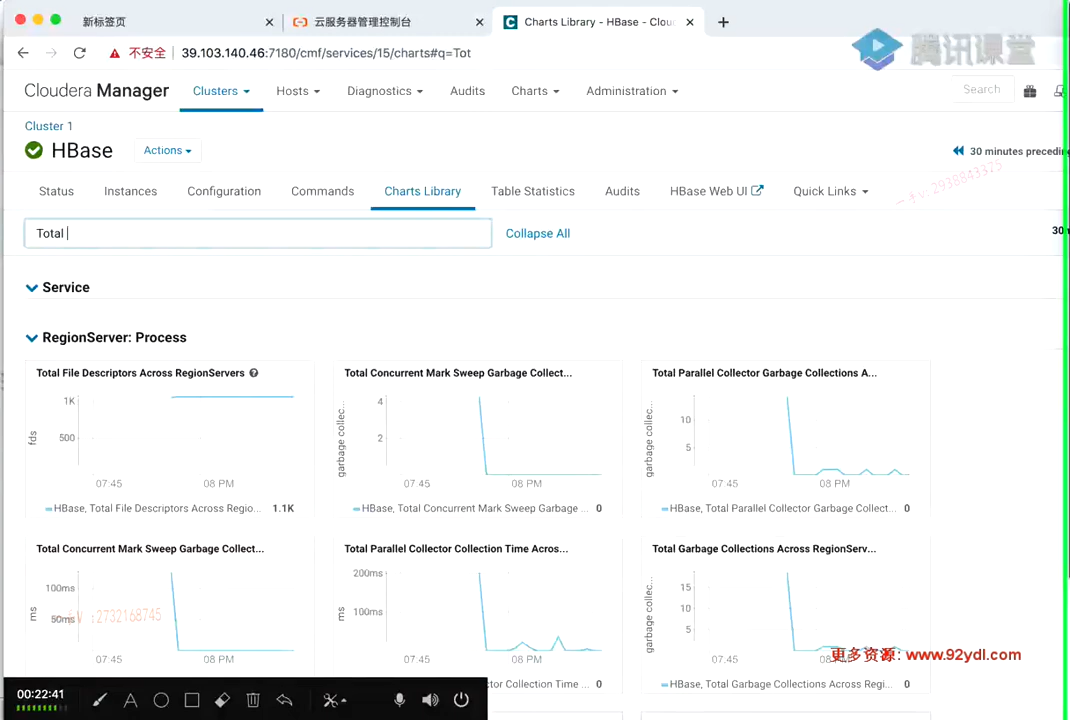 新标签页
云服务器管理控制台
Charts Library - HBase - Clou
不安全
39.103.140.46:7180/cmf/services/15/charts#q=Tot
腾讯课堂
Cloudera Manager
Clusters
Hosts
Diagnostics
Audits
Charts
Administration
Search
Cluster 1
HBase
Actions
30 minutes precedin
Status
Instances
Configuration
Commands
Charts Library
Table Statistics
Audits
HBase Web UI
Quick Links
2938843375
Total
Collapse All
30
Service
RegionServer: Process
Total File Descriptors Across RegionServers
fds
1K
500
07:45
08 PM
HBase, Total File Descriptors Across Regio... 1.1K
Total Concurrent Mark Sweep Garbage Collect...
garbage collec...
4
2
07:45
08 PM
HBase, Total Concurrent Mark Sweep Garbage ... 0
Total Parallel Collector Garbage Collections A...
garbage collec...
10
5
07:45
08 PM
HBase, Total Parallel Collector Garbage Collect... 0
Total Concurrent Mark Sweep Garbage Collect...
ms
100ms
50ms
07:45
08 PM
:2732168745
Total Parallel Collector Collection Time Acros...
ms
200ms
100ms
07:45
08 PM
tor Collection Time ... 0
Total Garbage Collections Across RegionServ...
garbage collec...
15
10
5
07:45
08 PM
HBase, Total Garbage Collections Across Regi... 0
更多资源: www.92ydl.com
00:22:41